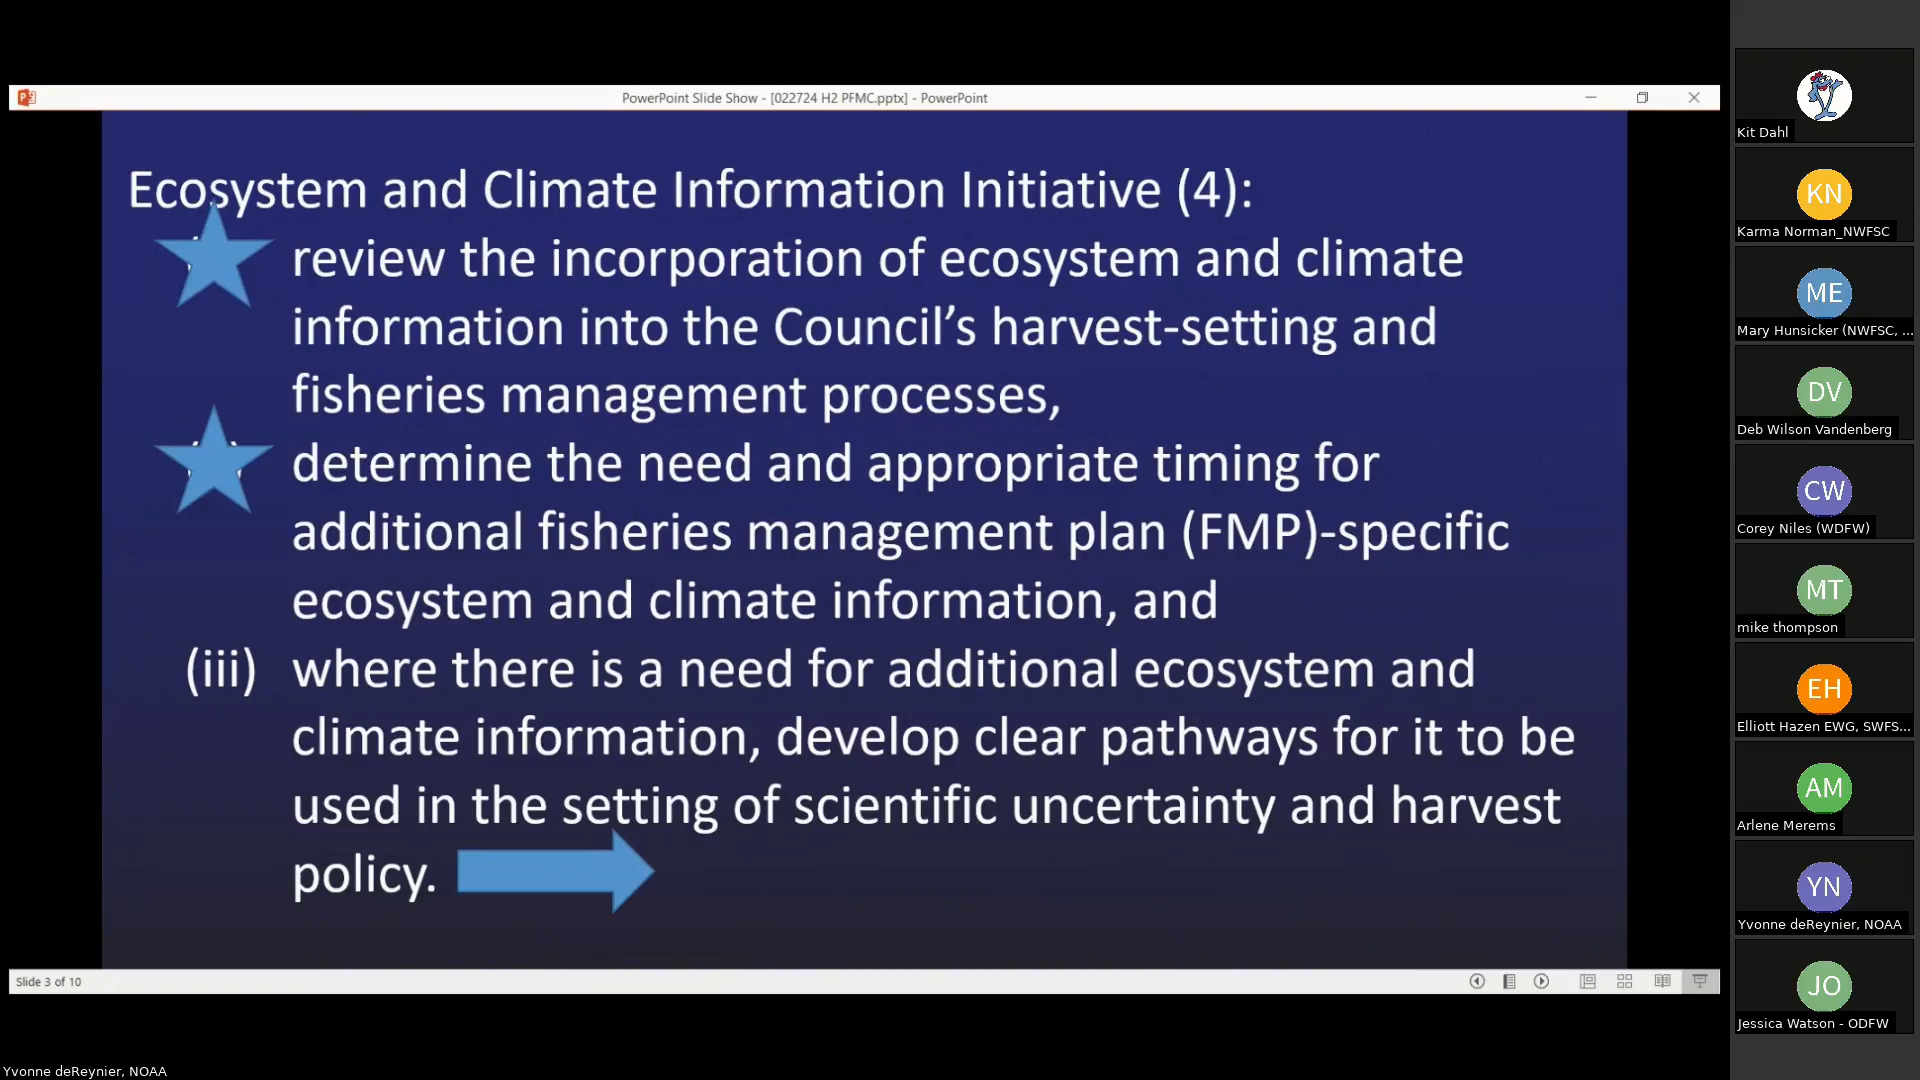 PowerPoint Slide Show - [022724 H2 PFMC.pptx] - PowerPoint
Ecosystem and Climate Information Initiative (4):
review the incorporation of ecosystem and climate
information into the Council’s harvest-setting and
fisheries management processes,
determine the need and appropriate timing for
additional fisheries management plan (FMP)-specific
ecosystem and climate information, and
(iii) where there is a need for additional ecosystem and
climate information, develop clear pathways for it to be
used in the setting of scientific uncertainty and harvest
policy.
Slide 3 of 10
Yvonne deReynier, NOAA
Kit Dahl
KN
Karma Norman_NWFSC
ME
Mary Hunsicker (NWFSC, ...
DV
Deb Wilson Vandenberg
CW
Corey Niles (WDFW)
MT
mike thompson
EH
Elliott Hazen EWG, SWFS...
AM
Arlene Merems
YN
Yvonne deReynier, NOAA
JO
Jessica Watson - ODFW